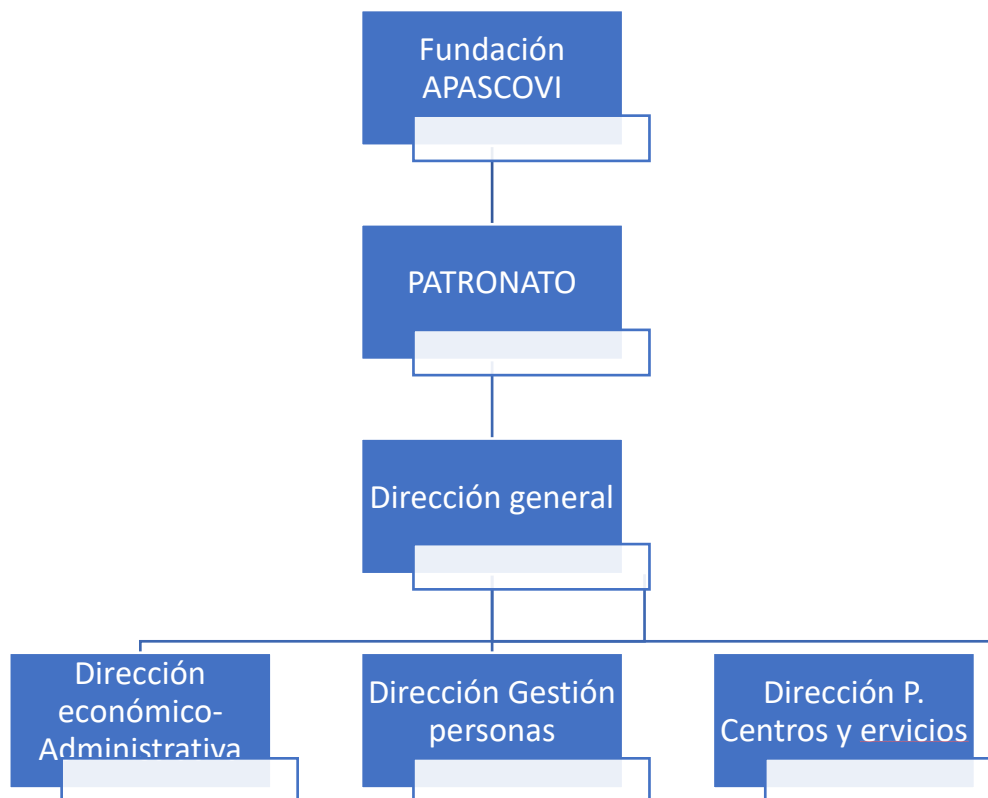 Fundación
APASCOVI
PATRONATO
Dirección general
Dirección
económico-
Administrativa
Dirección Gestión
personas
Dirección P.
Centros y ervicios